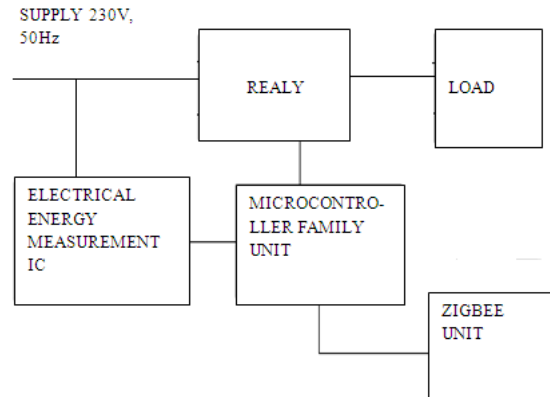 SUPPLY 230V,
50Hz
REALY
LOAD
ELECTRICAL
ENERGY
MEASUREMENT
IC
MICROCONTRO-
LLER FAMILY
UNIT
ZIGBEE
UNIT